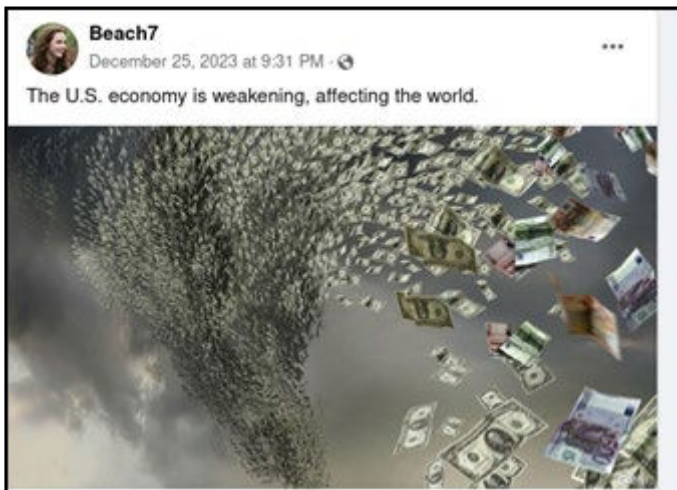 Beach7
December 25, 2023 at 9:31 PM ·
The U.S. economy is weakening, affecting the world.